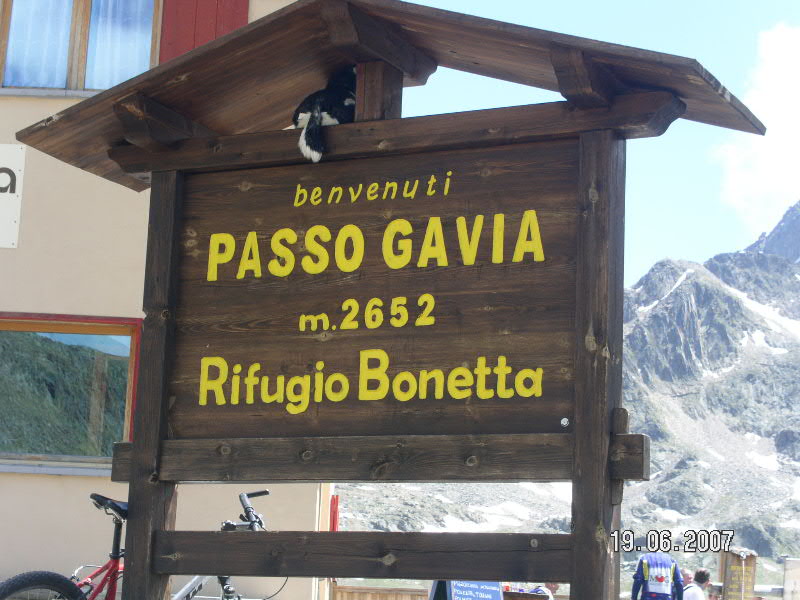 a
benvenuti
PASSO GAVIA
m.2652
Rifugio Bonetta
19.06.2007